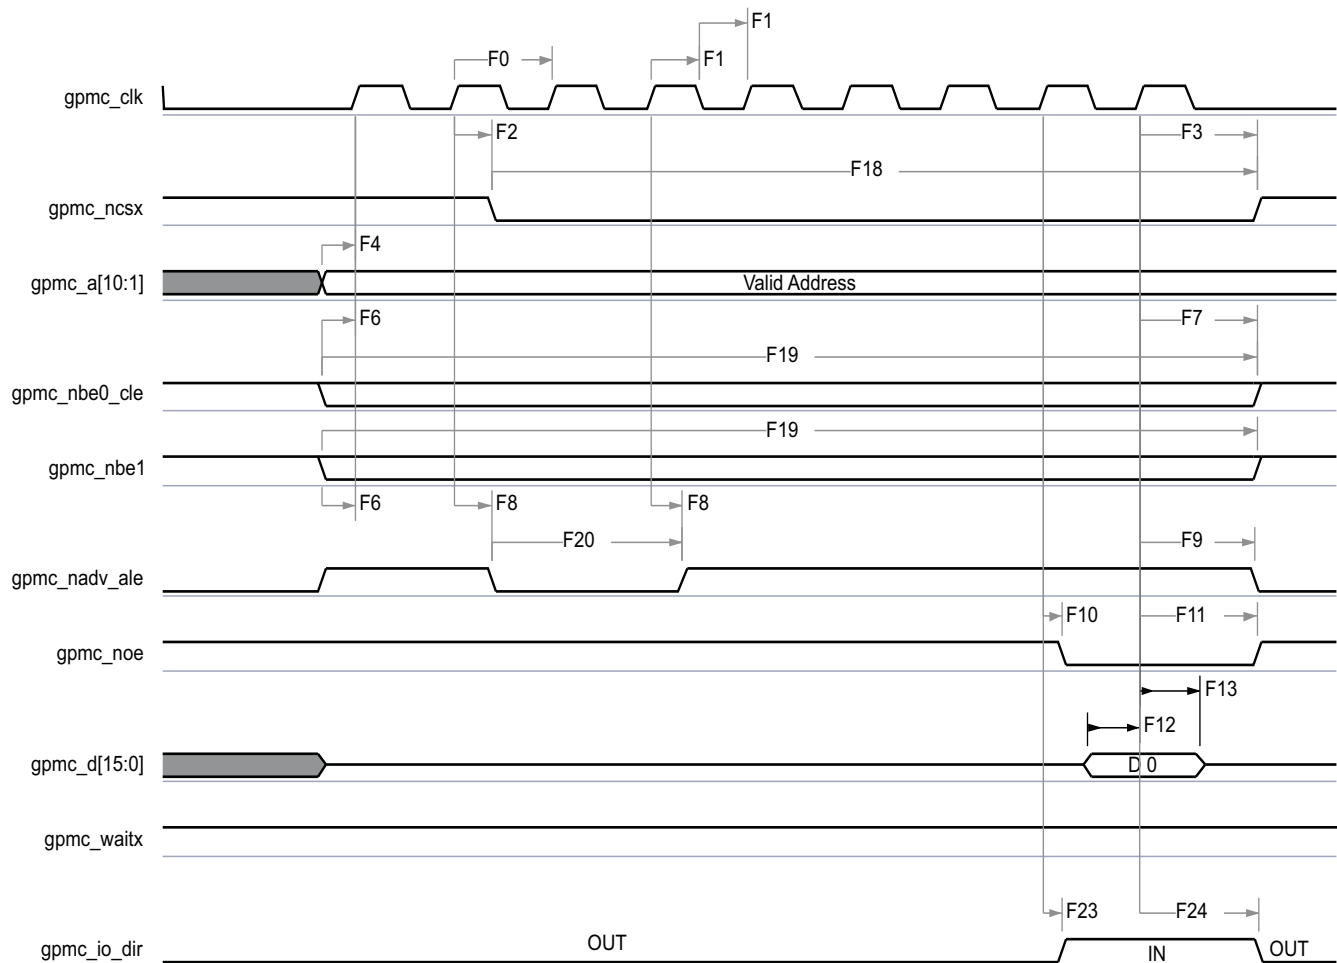 F1
F0
F1
gpmc_clk
F2
F3
F18
gpmc_ncsx
F4
gpmc_a[10:1]
Valid Address
F6
F7
F19
gpmc_nbe0_cle
F19
gpmc_nbe1
F6
F8
F8
F20
F9
gpmc_nadv_ale
F10
F11
gpmc_noe
F13
F12
gpmc_d[15:0]
D 0
gpmc_waitx
F23
F24
gpmc_io_dir
OUT
IN
OUT